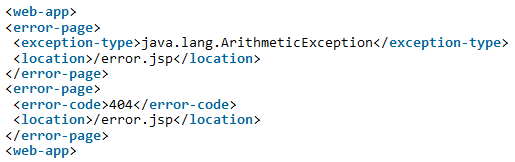 <web-app>
<error-page>
<exception-type>java.lang.ArithmeticException</exception-type>
<location>/error.jsp</location>
</error-page>
<error-page>
<error-code>404</error-code>
<location>/error.jsp</location>
</error-page>
<web-app>